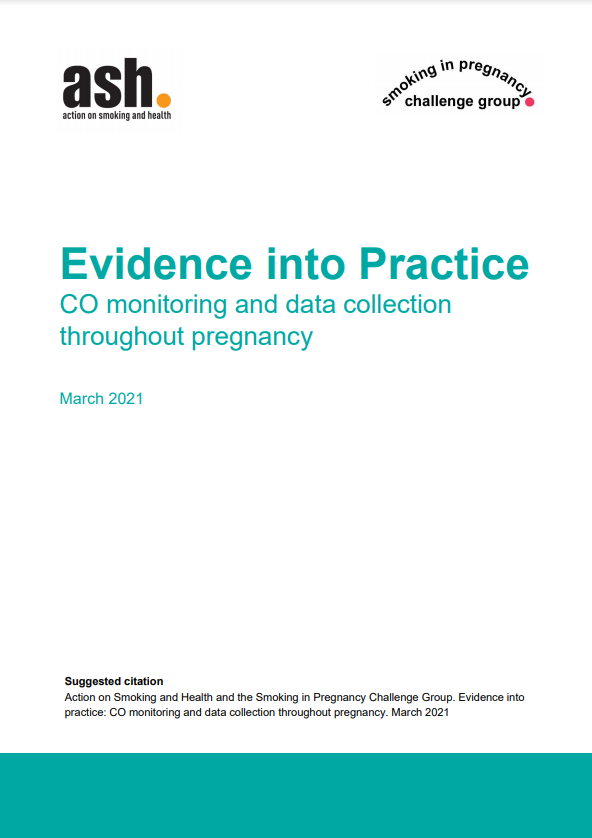 ash.
action on smoking and health
smoking in pregnancy
challenge group
Evidence into Practice
CO monitoring and data collection
throughout pregnancy
March 2021
Suggested citation
Action on Smoking and Health and the Smoking in Pregnancy Challenge Group. Evidence into
practice: CO monitoring and data collection throughout pregnancy. March 2021